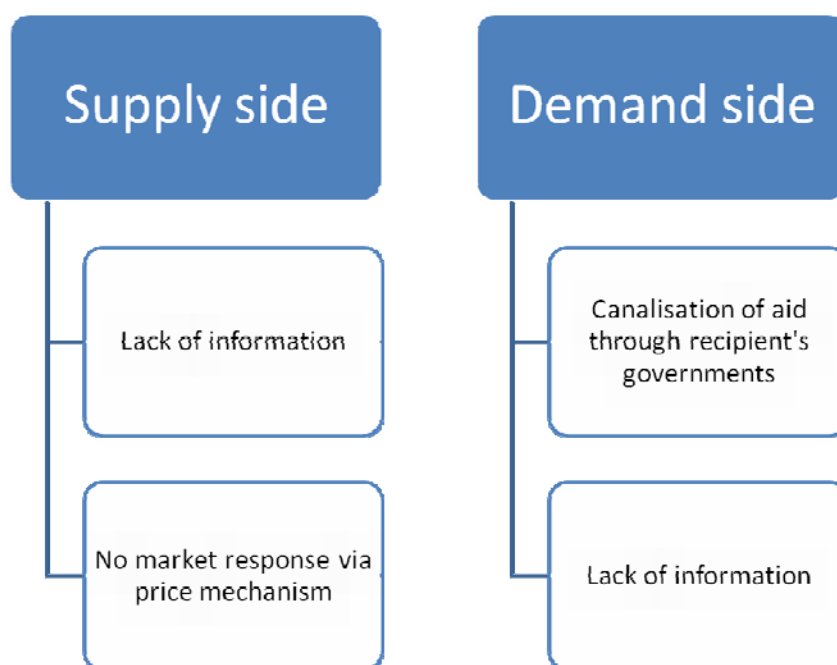 Supply side
Lack of information
No market response via
price mechanism
Demand side
Canalisation of aid
through recipient's
governments
Lack of information